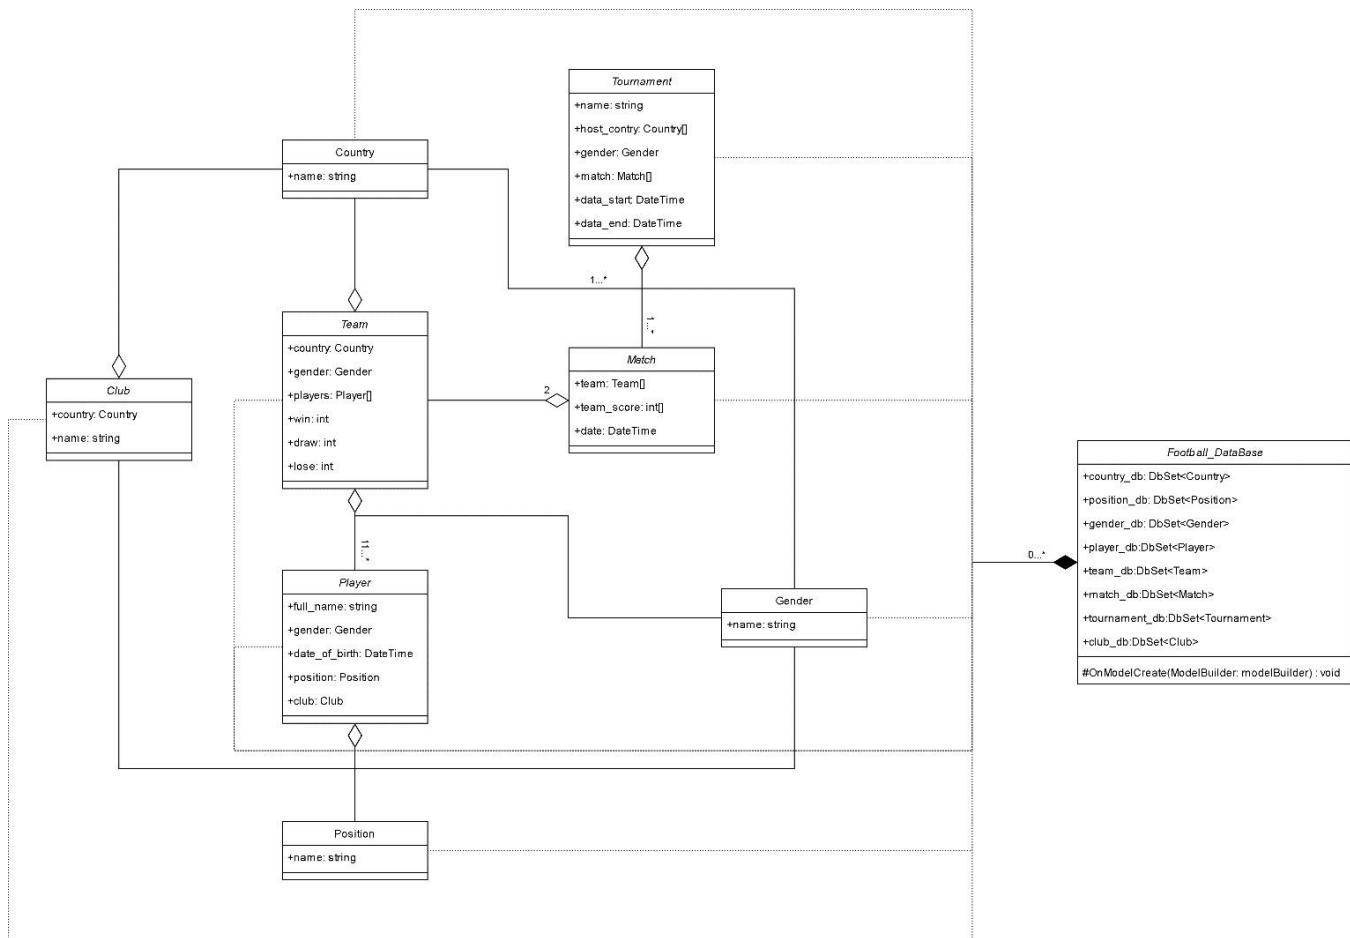 Tournament
+name: string
+host_contry: Country[]
+gender: Gender
+match: Match[]
+data_start: DateTime
+data_end: DateTime
Country
+name: string
1...*
1...*
Team
+country: Country
+gender: Gender
+players: Player[]
+win: int
+draw: int
+lose: int
Match
+team: Team[]
+team_score: int[]
+date: DateTime
2
Club
+country: Country
+name: string
Football_DataBase
+country_db: DbSet<Country>
+position_db: DbSet<Position>
+gender_db: DbSet<Gender>
+player_db:DbSet<Player>
+team_db:DbSet<Team>
+match_db:DbSet<Match>
+tournament_db:DbSet<Tournament>
+club_db:DbSet<Club>
#OnModelCreate(ModelBuilder: modelBuilder) : void
0...*
Player
+full_name: string
+gender: Gender
+date_of_birth: DateTime
+position: Position
+club: Club
Gender
+name: string
Position
+name: string